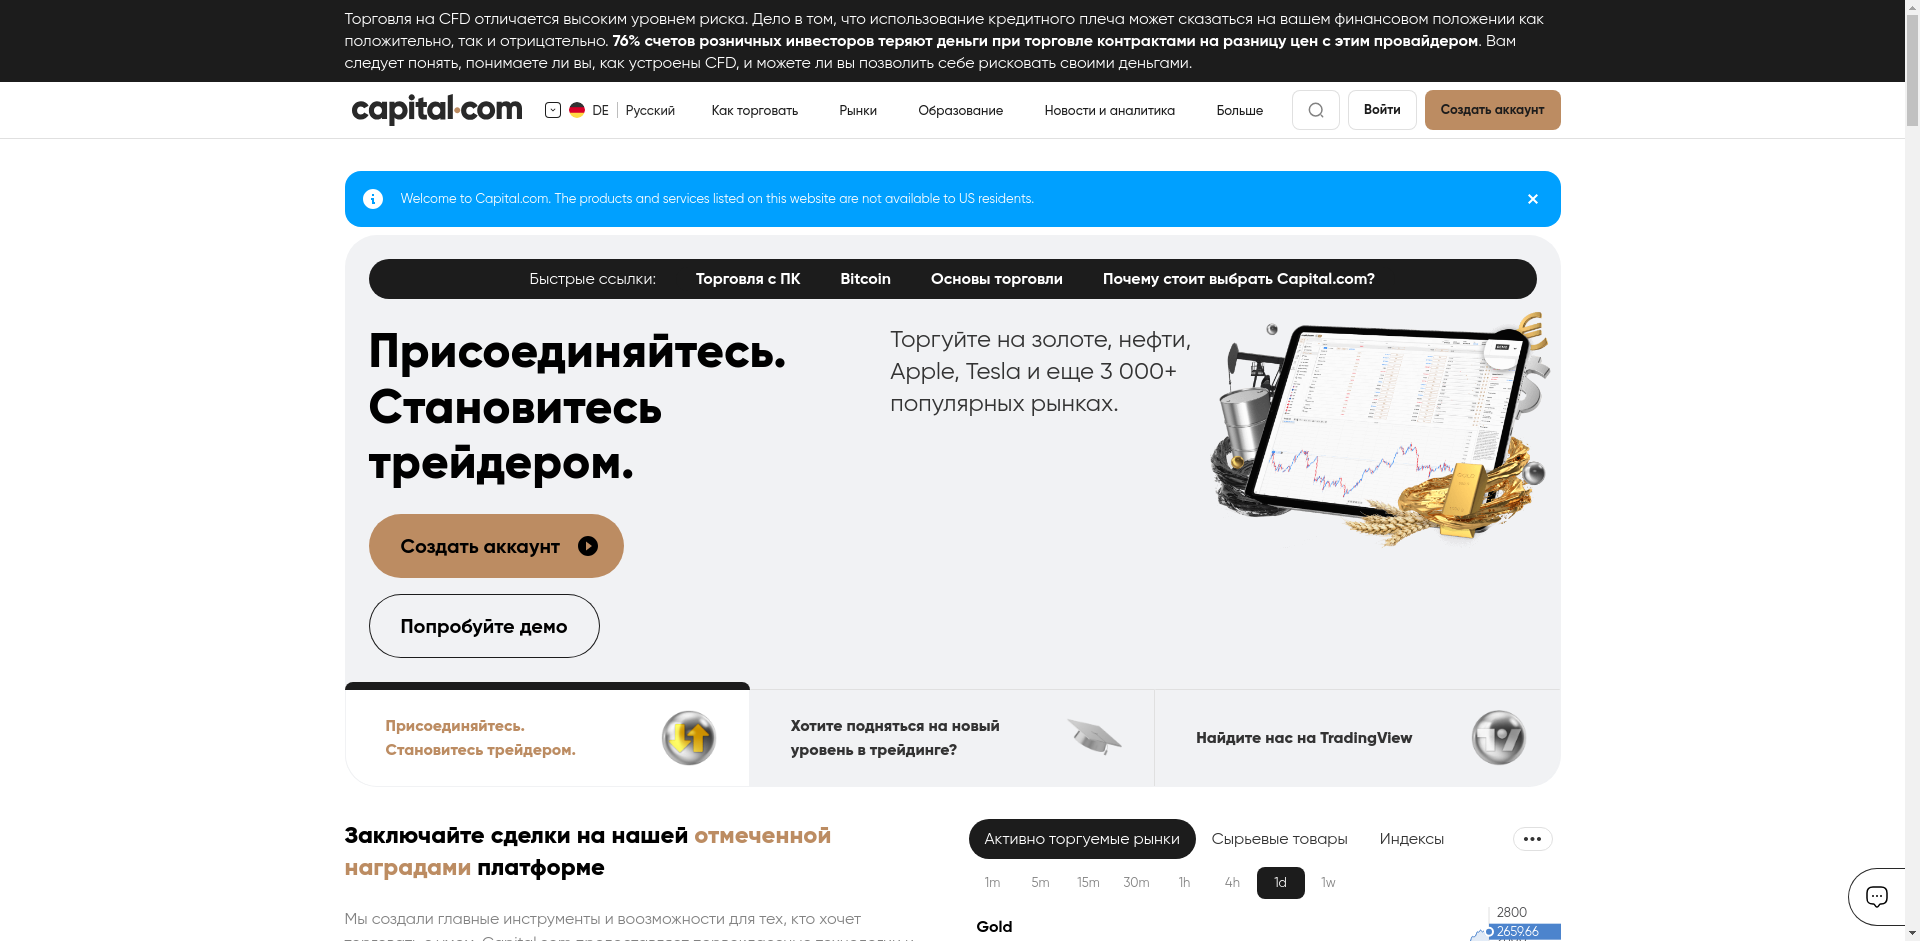 Торговля на CFD отличается высоким уровнем риска. Дело в том, что использование кредитного плеча может сказаться на вашем финансовом положении как
положительно, так и отрицательно. 76% счетов розничных инвесторов теряют деньги при торговле контрактами на разницу цен с этим провайдером. Вам
следует понять, понимаете ли вы, как устроены CFD, и можете ли вы позволить себе рисковать своими деньгами.
capital.com DE Русский Как торговать Рынки Образование Новости и аналитика Больше Войти Создать аккаунт
Welcome to Capital.com. The products and services listed on this website are not available to US residents.
Быстрые ссылки: Торговля с ПК Bitcoin Основы торговли Почему стоит выбрать Capital.com?
Присоединяйтесь.
Становитесь
трейдером.
Торгуйте на золоте, нефти,
Apple, Tesla и еще 3 000+
популярных рынках.
Создать аккаунт
Попробуйте демо
Присоединяйтесь.
Становитесь трейдером.
Хотите подняться на новый
уровень в трейдинге?
Найдите нас на TradingView
Заключайте сделки на нашей отмеченной
наградами платформе
Мы создали главные инструменты и воозможности для тех, кто хочет
Активно торгуемые рынки Сырьевые товары Индексы
1m 5m 15m 30m 1h 4h 1d 1w
Gold
2800
2659.66